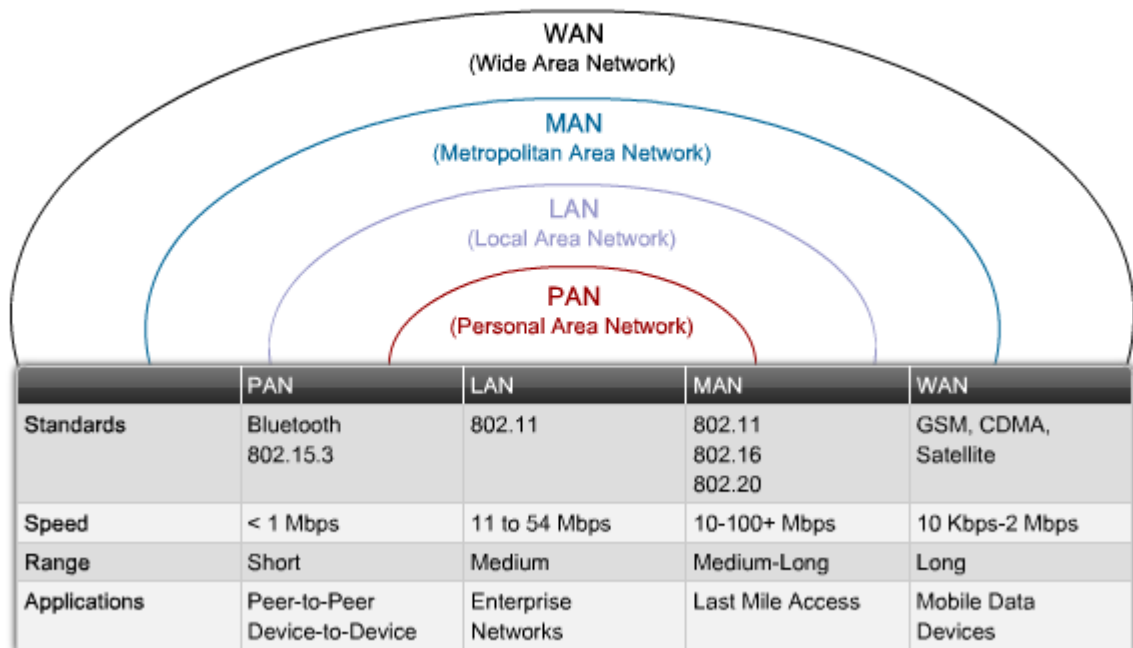 WAN
(Wide Area Network)
MAN
(Metropolitan Area Network)
LAN
(Local Area Network)
PAN
(Personal Area Network)
PAN LAN MAN WAN
Standards Bluetooth 802.11 802.11 GSM, CDMA,
802.15.3 802.16 Satellite
802.20
Speed < 1 Mbps 11 to 54 Mbps 10-100+ Mbps 10 Kbps-2 Mbps
Range Short Medium Medium-Long Long
Applications Peer-to-Peer Enterprise Last Mile Access Mobile Data
Device-to-Device Networks Devices